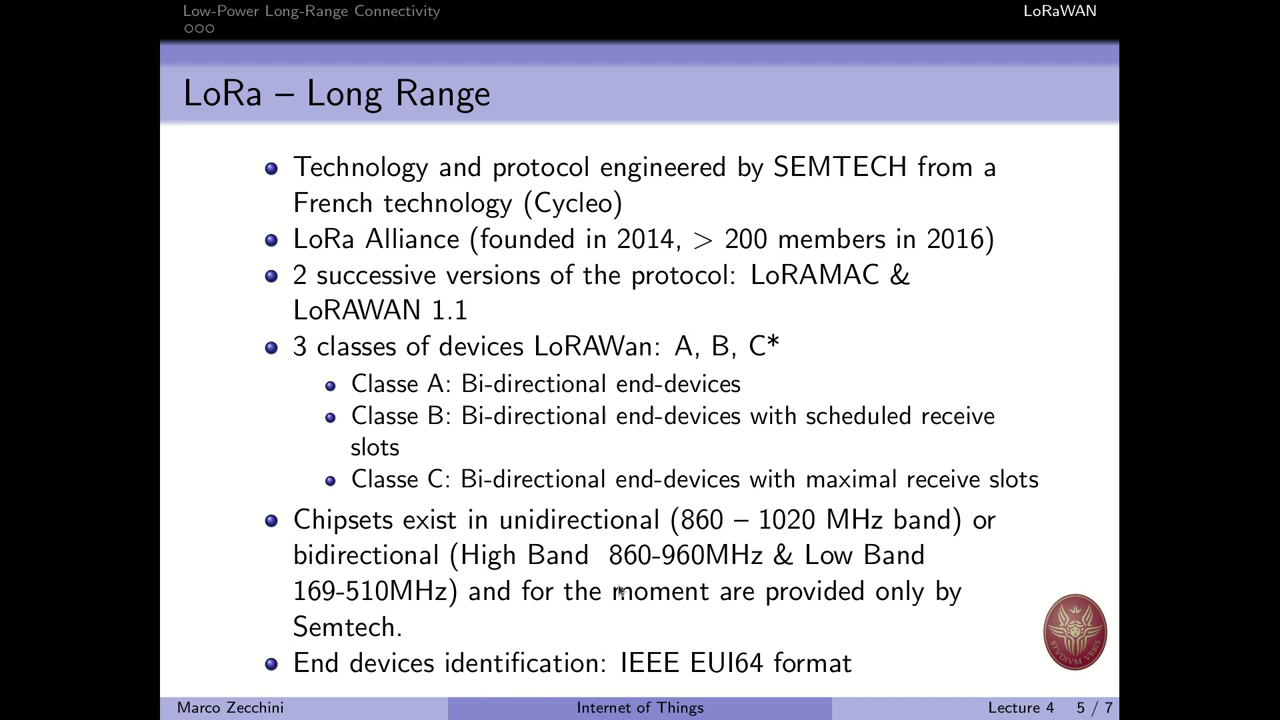 Low-Power Long-Range Connectivity
LoRaWAN
LoRa – Long Range
Technology and protocol engineered by SEMTECH from a
French technology (Cycleo)
LoRa Alliance (founded in 2014, > 200 members in 2016)
2 successive versions of the protocol: LoRAMAC &
LoRAWAN 1.1
3 classes of devices LoRAWan: A, B, C*
Classe A: Bi-directional end-devices
Classe B: Bi-directional end-devices with scheduled receive
slots
Classe C: Bi-directional end-devices with maximal receive slots
Chipsets exist in unidirectional (860 – 1020 MHz band) or
bidirectional (High Band 860-960MHz & Low Band
169-510MHz) and for the moment are provided only by
Semtech.
End devices identification: IEEE EUI64 format
STVDIVM VRBIS
Marco Zecchini
Internet of Things
Lecture 4 5 / 7